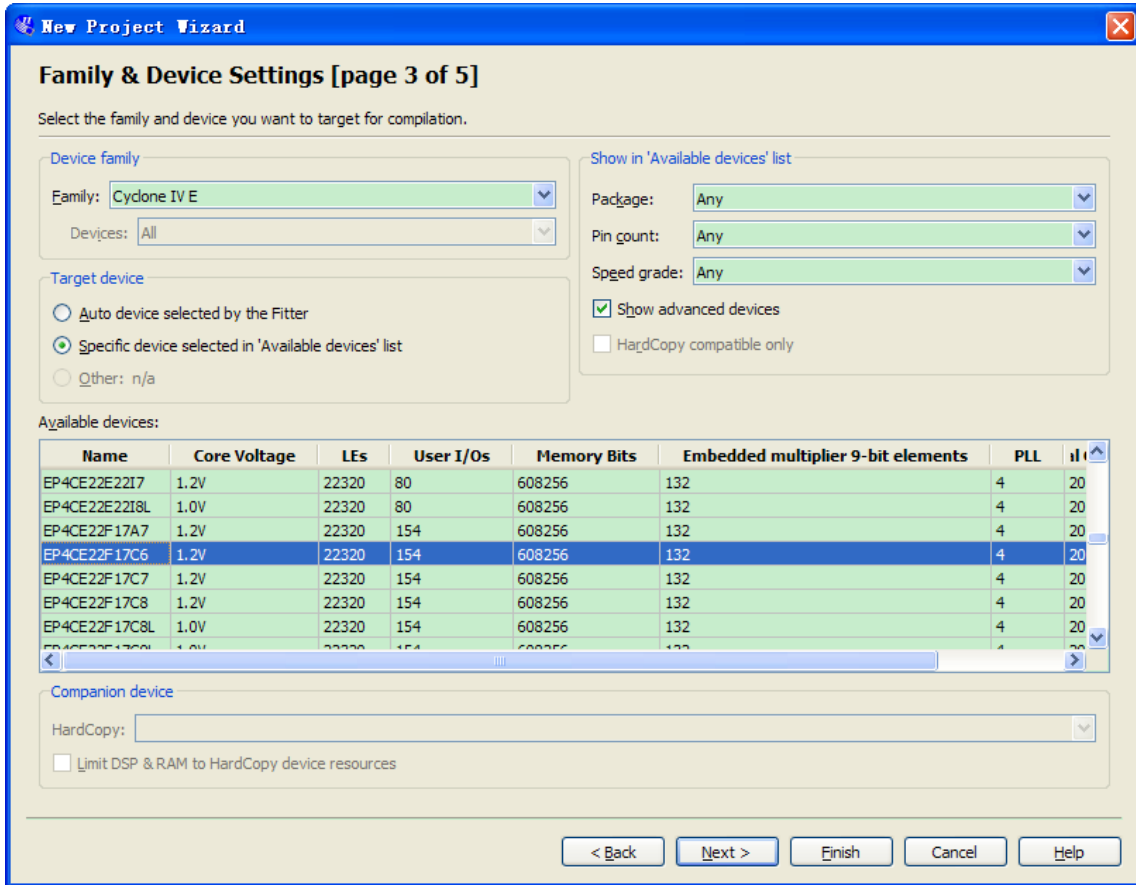 New Project Wizard
Family & Device Settings [page 3 of 5]
Select the family and device you want to target for compilation.
Device family
Family: Cyclone IV E
Devices: All
Target device
Auto device selected by the Fitter
Specific device selected in 'Available devices' list
Other: n/a
Show in 'Available devices' list
Package: Any
Pin count: Any
Speed grade: Any
Show advanced devices
HardCopy compatible only
Available devices:
Name Core Voltage LEs User I/Os Memory Bits Embedded multiplier 9-bit elements PLL
EP4CE22E22I7 1.2V 22320 80 608256 132 4 20
EP4CE22E22I8L 1.0V 22320 80 608256 132 4 20
EP4CE22F17A7 1.2V 22320 154 608256 132 4 20
EP4CE22F17C6 1.2V 22320 154 608256 132 4 20
EP4CE22F17C7 1.2V 22320 154 608256 132 4 20
EP4CE22F17C8 1.2V 22320 154 608256 132 4 20
EP4CE22F17C8L 1.0V 22320 154 608256 132 4 20
Companion device
HardCopy:
Limit DSP & RAM to HardCopy device resources
< Back Next > Finish Cancel Help